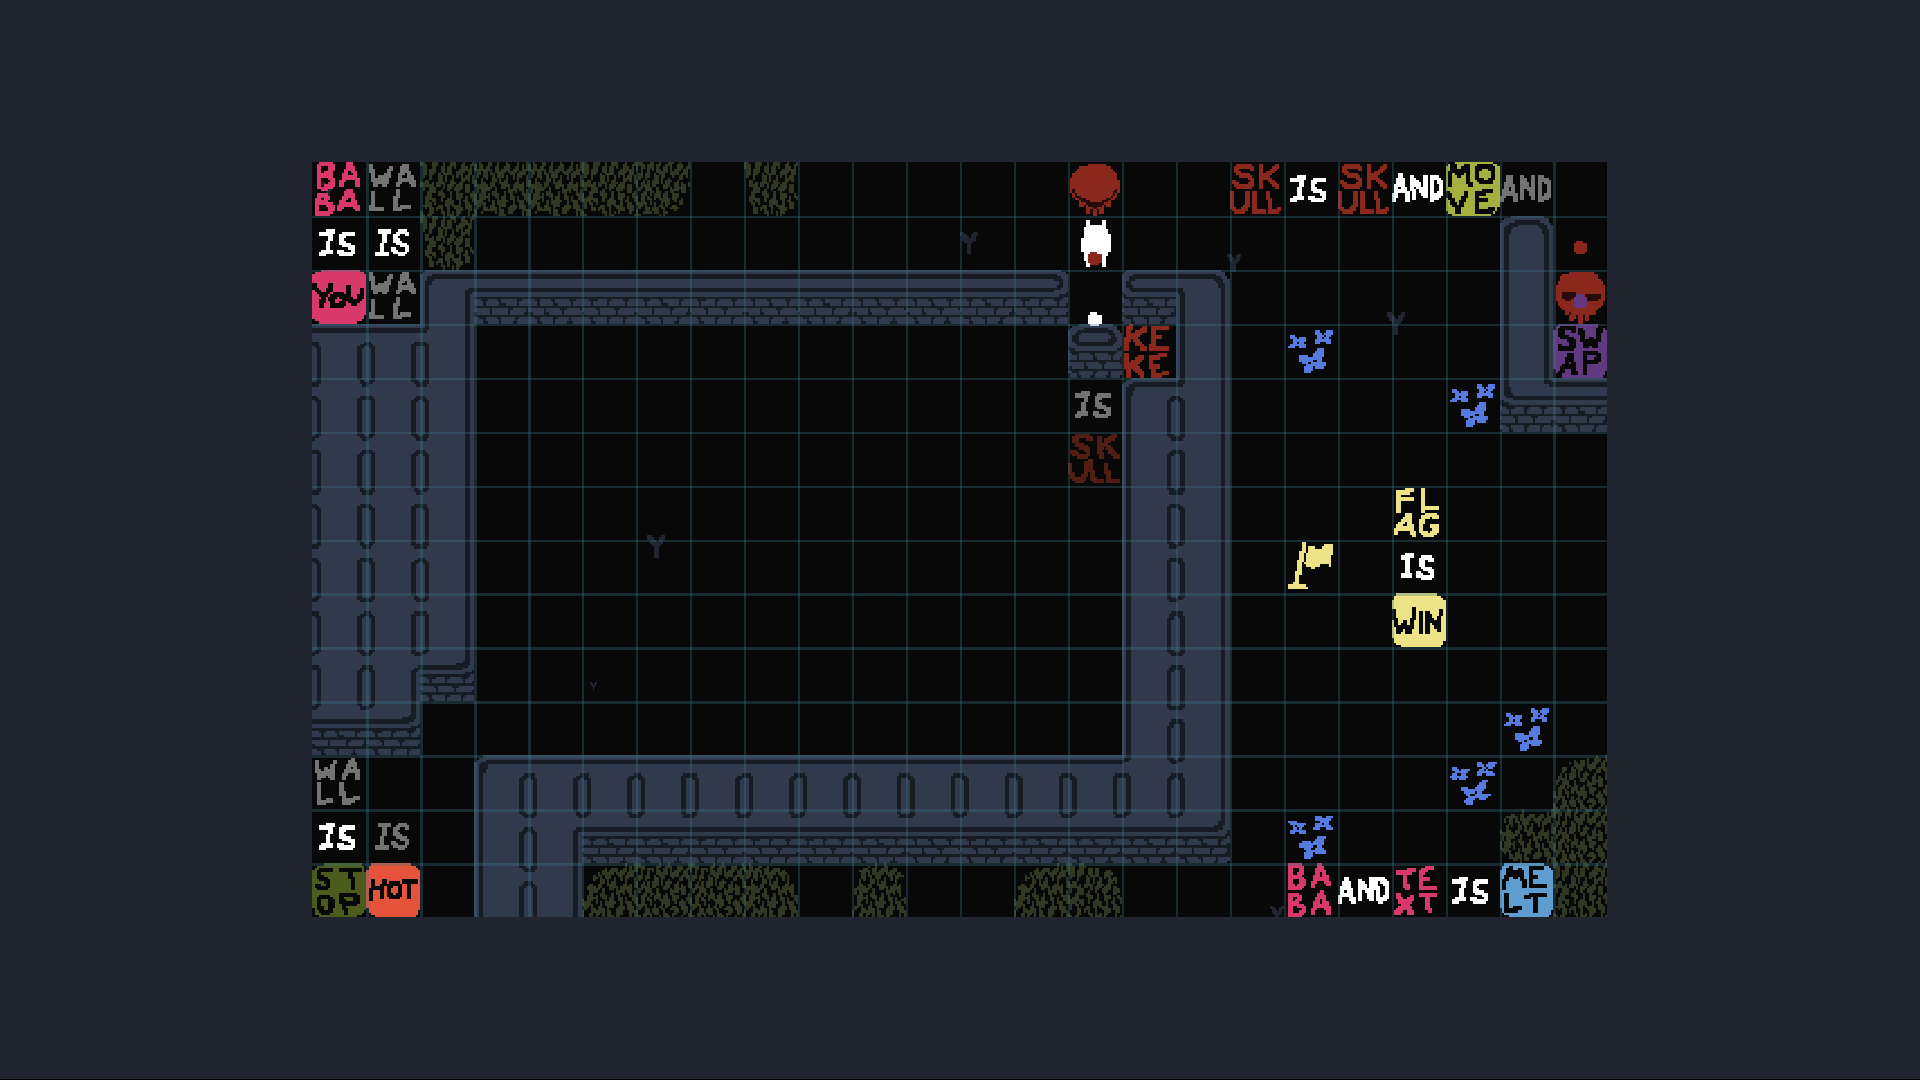 BABA WALL SKULL IS SKULL AND MOVE AND
IS IS
YOU WALL
KEKE SWAP
IS
SKULL
FLAG
IS
WIN
WALL
IS IS
STOP HOT BABA AND TEXT IS MELT